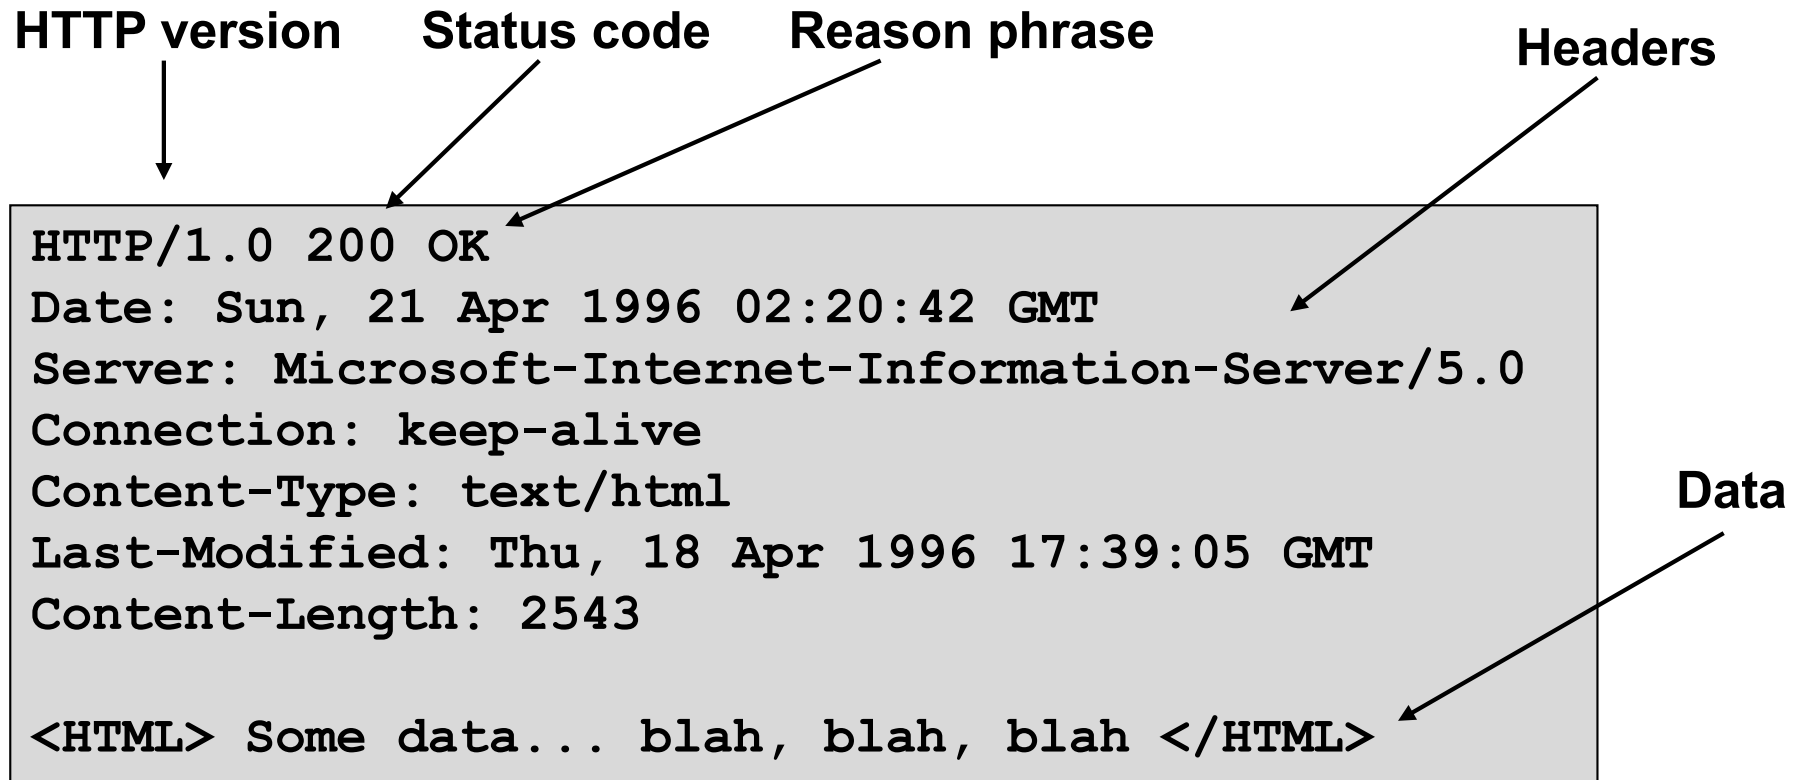 HTTP version Status code Reason phrase Headers
HTTP/1.0 200 OK
Date: Sun, 21 Apr 1996 02:20:42 GMT
Server: Microsoft-Internet-Information-Server/5.0
Connection: keep-alive
Content-Type: text/html
Data
Last-Modified: Thu, 18 Apr 1996 17:39:05 GMT
Content-Length: 2543
<HTML> Some data... blah, blah, blah </HTML>